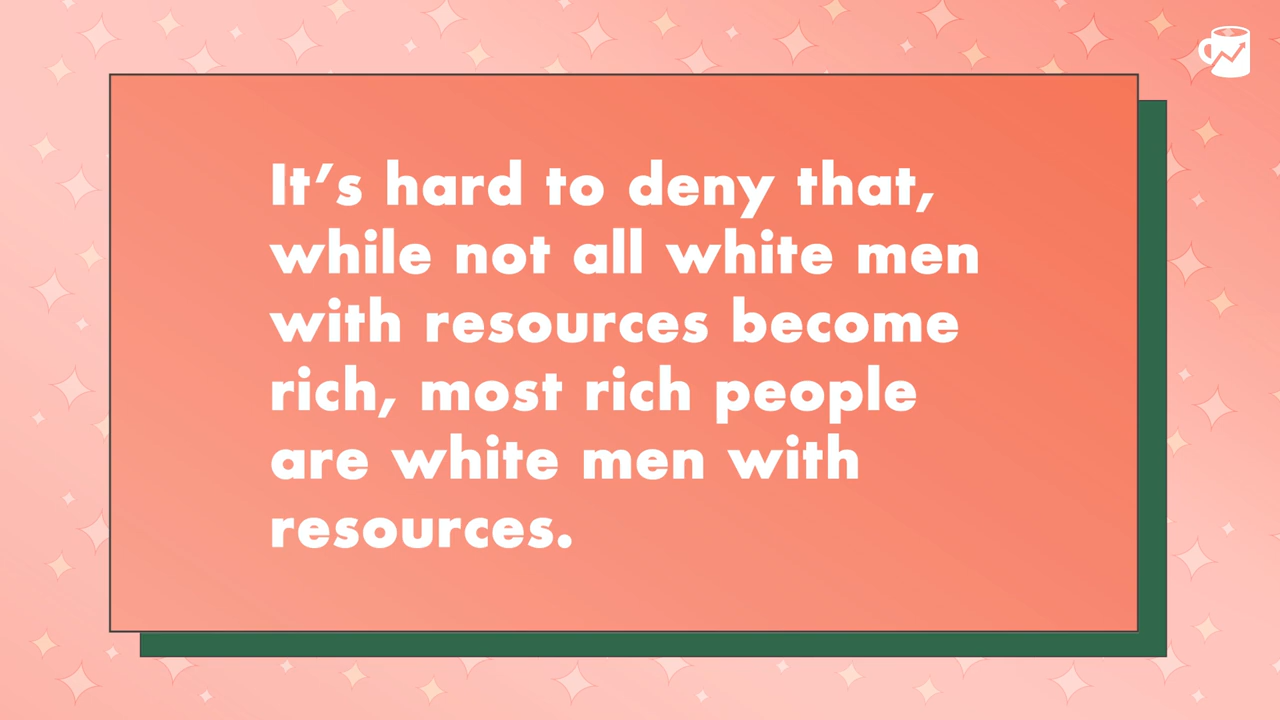 It’s hard to deny that,
while not all white men
with resources become
rich, most rich people
are white men with
resources.